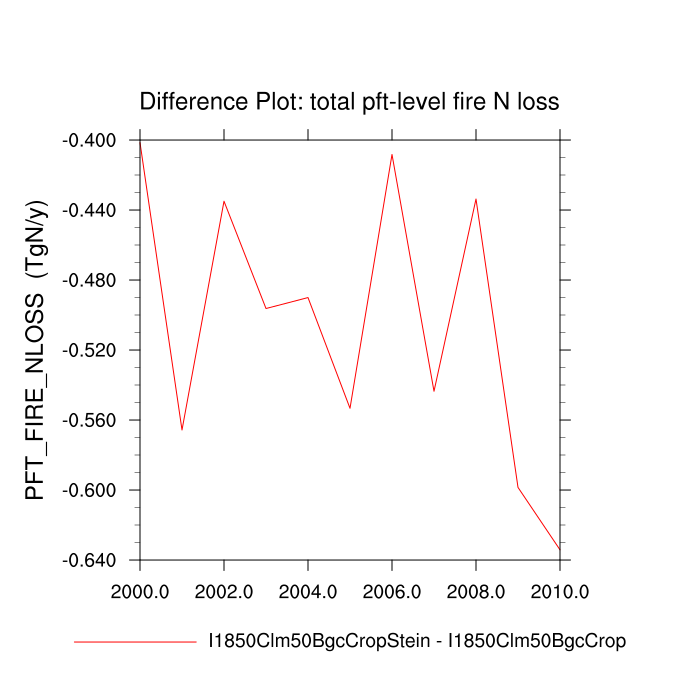 Difference Plot: total pft-level fire N loss
PFT_FIRE_NLOSS (TgN/y)
-0.400
-0.440
-0.480
-0.520
-0.560
-0.600
-0.640
2000.0 2002.0 2004.0 2006.0 2008.0 2010.0
I1850Clm50BgcCropStein - I1850Clm50BgcCrop